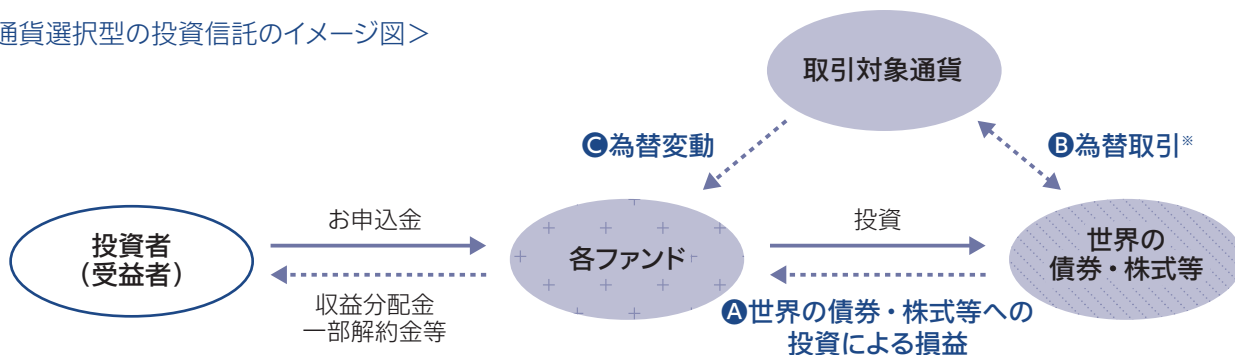 通貨選択型の投資信託のイメージ図＞
取引対象通貨
Ⓒ為替変動
Ⓑ為替取引※
投資者
（受益者）
お申込金
収益分配金
一部解約金等
各ファンド
投資
Ⓐ世界の債券・株式等への
投資による損益
世界の
債券・株式等